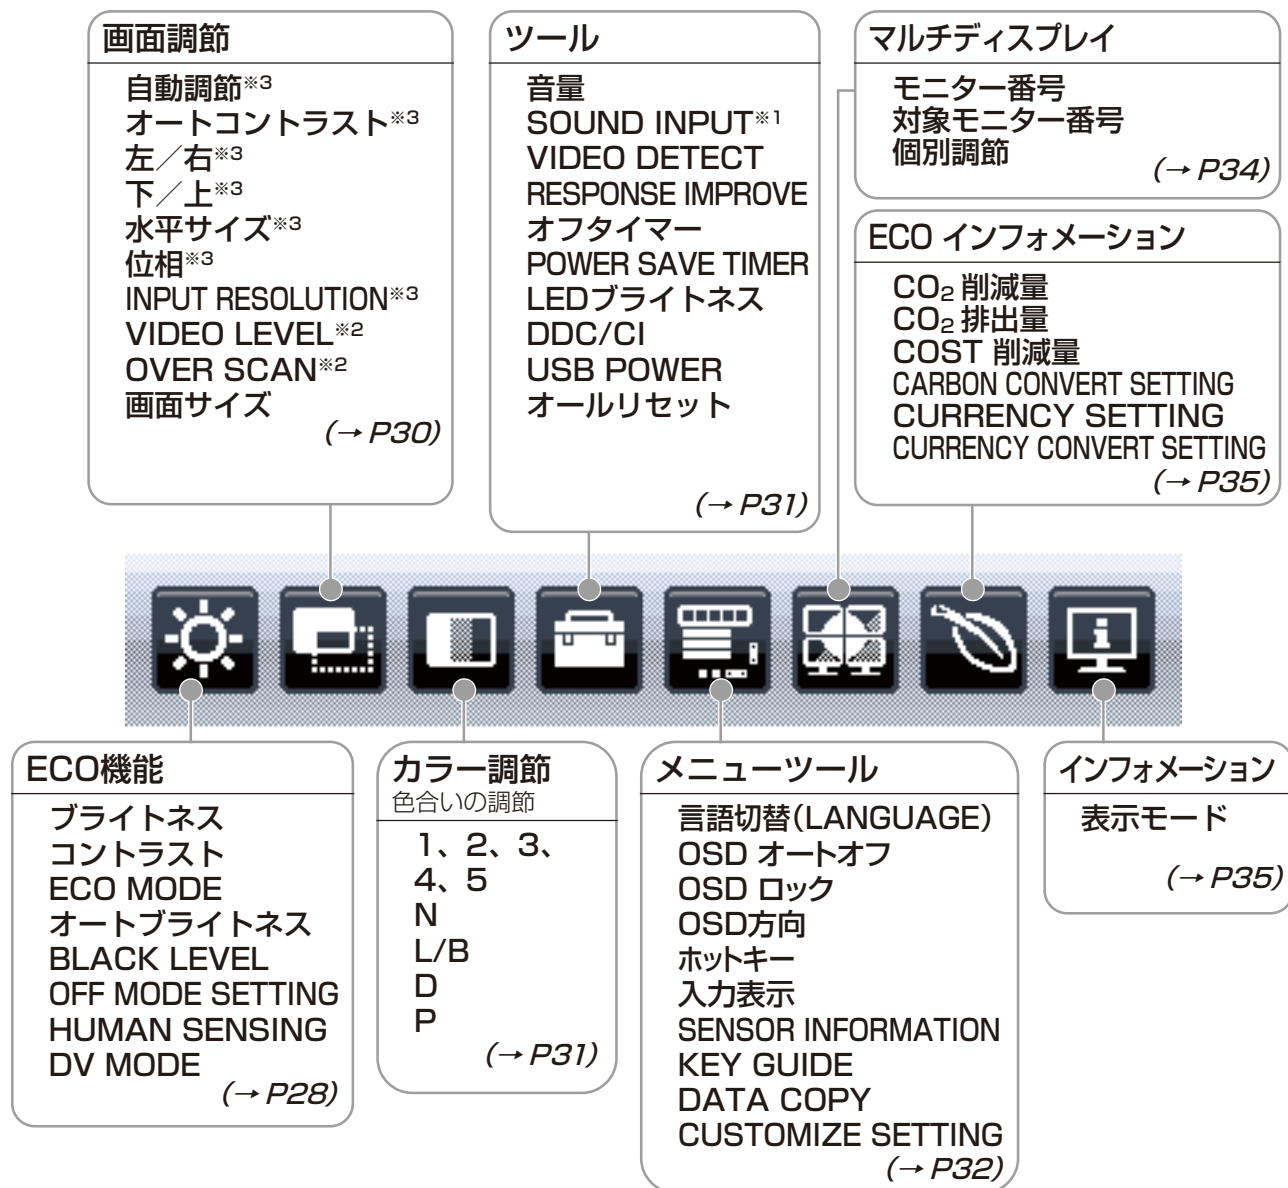 画面調節
自動調節※3
オートコントラスト※3
左／右※3
下／上※3
水平サイズ※3
位相※3
INPUT RESOLUTION※3
VIDEO LEVEL※2
OVER SCAN※2
画面サイズ
(→ P30)
ツール
音量
SOUND INPUT※1
VIDEO DETECT
RESPONSE IMPROVE
オフタイマー
POWER SAVE TIMER
LEDブライトネス
DDC/CI
USB POWER
オールリセット
(→ P31)
マルチディスプレイ
モニター番号
対象モニター番号
個別調節
(→ P34)
ECO インフォメーション
CO₂ 削減量
CO₂ 排出量
COST 削減量
CARBON CONVERT SETTING
CURRENCY SETTING
CURRENCY CONVERT SETTING
(→ P35)
ECO機能
ブライトネス
コントラスト
ECO MODE
オートブライトネス
BLACK LEVEL
OFF MODE SETTING
HUMAN SENSING
DV MODE
(→ P28)
カラー調節
色合いの調節
1、2、3、
4、5
N
L/B
D
P
(→ P31)
メニューツール
言語切替(LANGUAGE)
OSD オートオフ
OSD ロック
OSD方向
ホットキー
入力表示
SENSOR INFORMATION
KEY GUIDE
DATA COPY
CUSTOMIZE SETTING
(→ P32)
インフォメーション
表示モード
(→ P35)